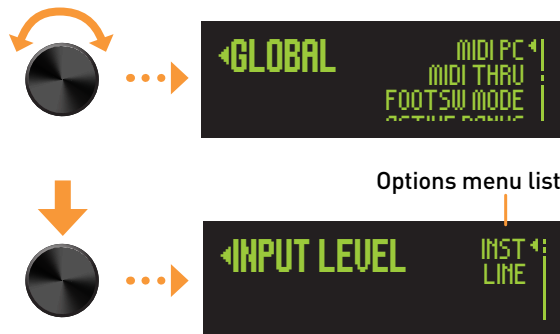 GLOBAL
MIDI PC
MIDI THRU
FOOTSW MODE
Options menu list
INPUT LEVEL
INST
LINE